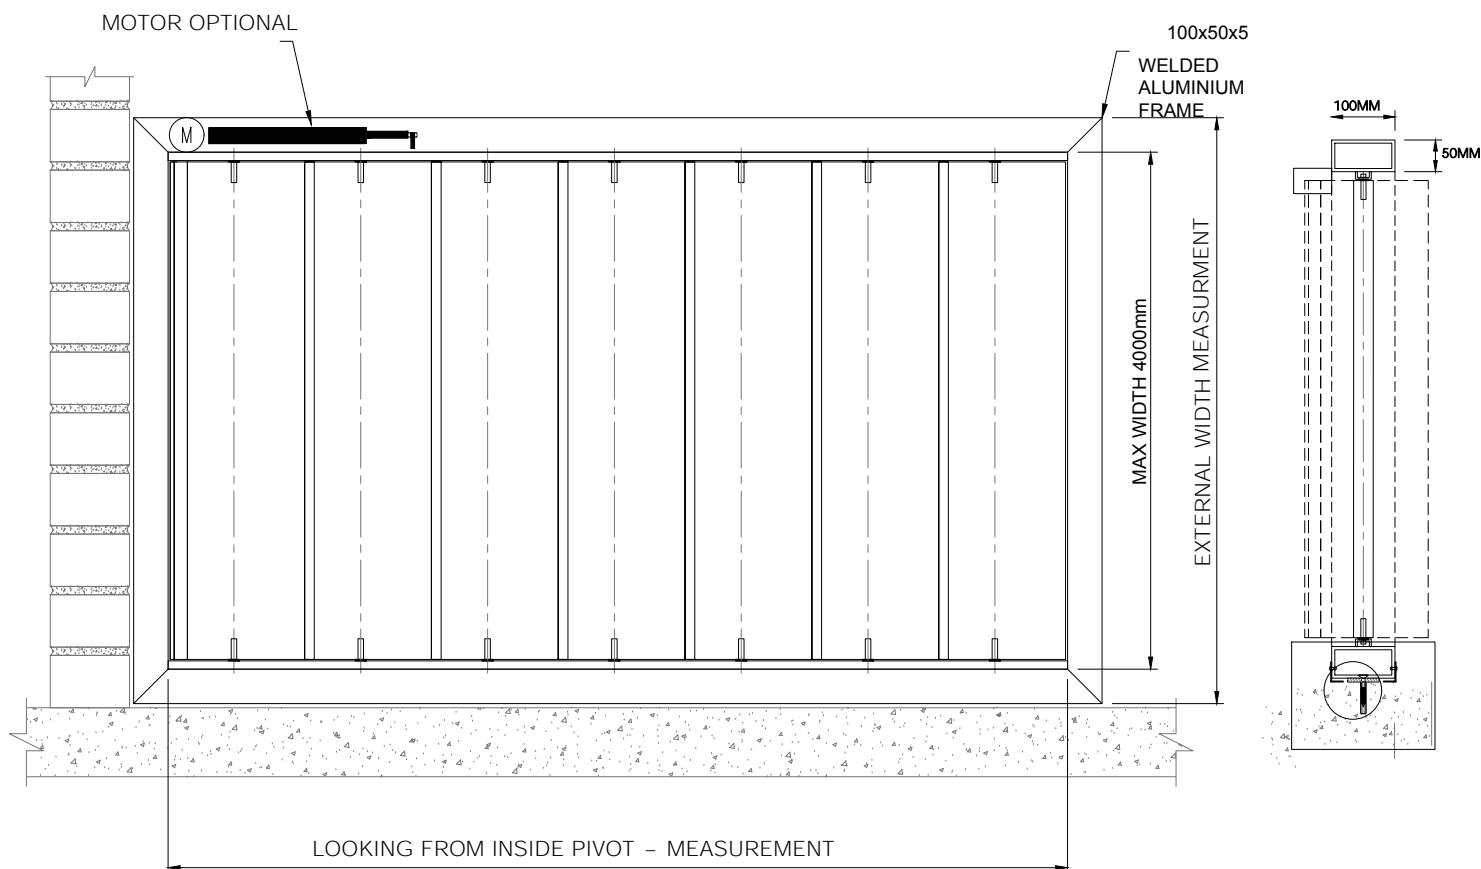 MOTOR OPTIONAL
100x50x5
WELDED
ALUMINIUM
FRAME
M
100MM
50MM
MAX WIDTH 4000mm
EXTERNAL WIDTH MEASURMENT
LOOKING FROM INSIDE PIVOT – MEASUREMENT